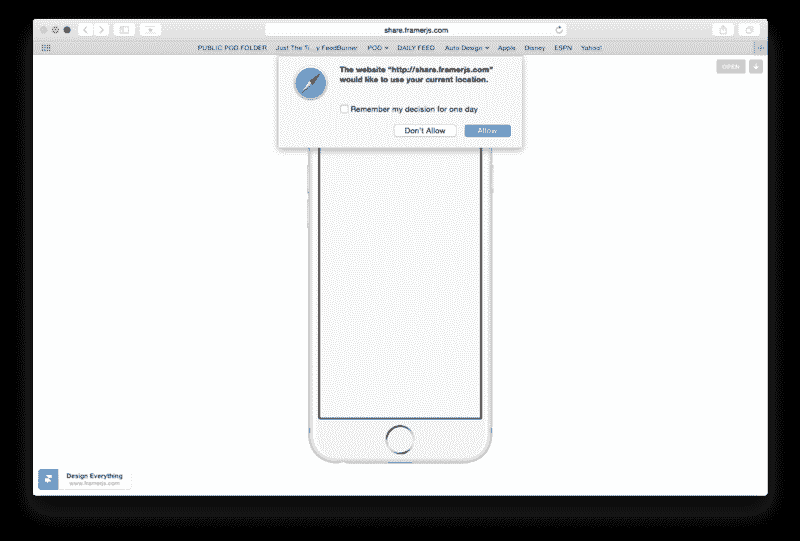 share.framerjs.com
PUBLIC POD FOLDER Just The Ti...y FeedBurner POD DAILY FEED Auto Design Apple Disney ESPN Yahoo!
OPEN
The website “http://share.framerjs.com”
would like to use your current location.
Remember my decision for one day
Don't Allow Allow
Design Everything
www.framerjs.com